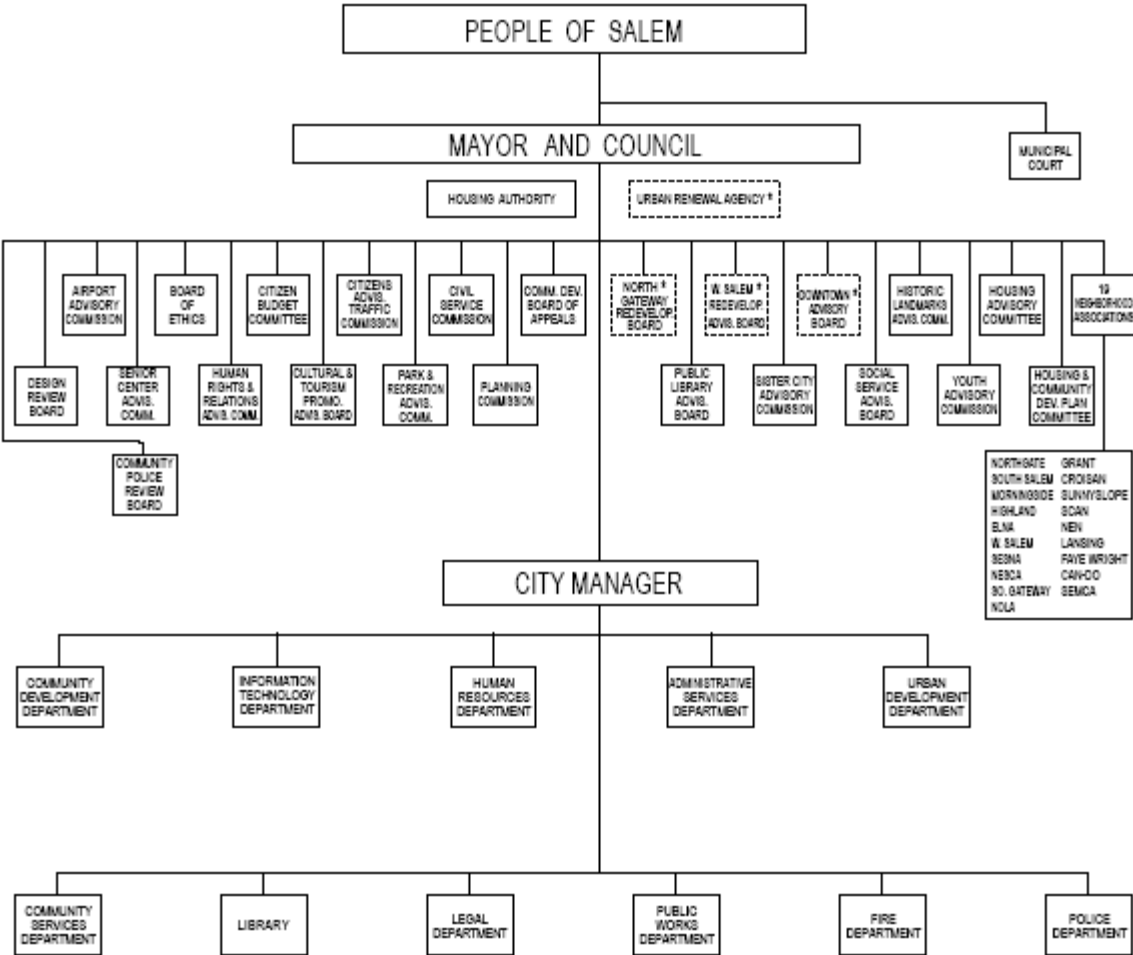 PEOPLE OF SALEM
MAYOR AND COUNCIL
MUNICIPAL
COURT
HOUSING AUTHORITY
URBAN RENEWAL AGENCY *
AIRPORT
ADVISORY
COMMISSION
BOARD
OF
ETHICS
CITIZEN
BUDGET
COMMITTEE
CITIZENS
ADVIS.
TRAFFIC
COMMISSION
CIVIL
SERVICE
COMMISSION
COMM. DEV.
BOARD OF
APPEALS
NORTH *
GATEWAY
REDEVELOP.
BOARD
W. SALEM *
REDEVELOP.
ADVIS. BOARD
DOWNTOWN *
ADVISORY
BOARD
HISTORIC
LANDMARKS
ADVIS. COMM.
HOUSING
ADVISORY
COMMITTEE
19
NEIGHBORHOOD
ASSOCIATIONS
DESIGN
REVIEW
BOARD
SENIOR
CENTER
ADVIS.
COMM.
HUMAN
RIGHTS &
RELATIONS
ADVIS. COMM.
CULTURAL &
TOURISM
PROMO.
ADVIS. BOARD
PARK &
RECREATION
ADVIS.
COMM.
PLANNING
COMMISSION
PUBLIC
LIBRARY
ADVIS.
BOARD
SISTER CITY
ADVISORY
COMMISSION
SOCIAL
SERVICE
ADVIS.
BOARD
YOUTH
ADVISORY
COMMISSION
HOUSING &
COMMUNITY
DEV. PLAN
COMMITTEE
COMMUNITY
POLICE
REVIEW
BOARD
NORTHGATE GRANT
SOUTH SALEM CROISAN
MORNINGSIDE SUNNYSLOPE
HIGHLAND SCAN
ELNA NEN
W. SALEM LANSING
SESNA FAYE WRIGHT
NESCA CAN-DO
SO. GATEWAY SEMCA
NOLA
CITY MANAGER
COMMUNITY
DEVELOPMENT
DEPARTMENT
INFORMATION
TECHNOLOGY
DEPARTMENT
HUMAN
RESOURCES
DEPARTMENT
ADMINISTRATIVE
SERVICES
DEPARTMENT
URBAN
DEVELOPMENT
DEPARTMENT
COMMUNITY
SERVICES
DEPARTMENT
LIBRARY
LEGAL
DEPARTMENT
PUBLIC
WORKS
DEPARTMENT
FIRE
DEPARTMENT
POLICE
DEPARTMENT